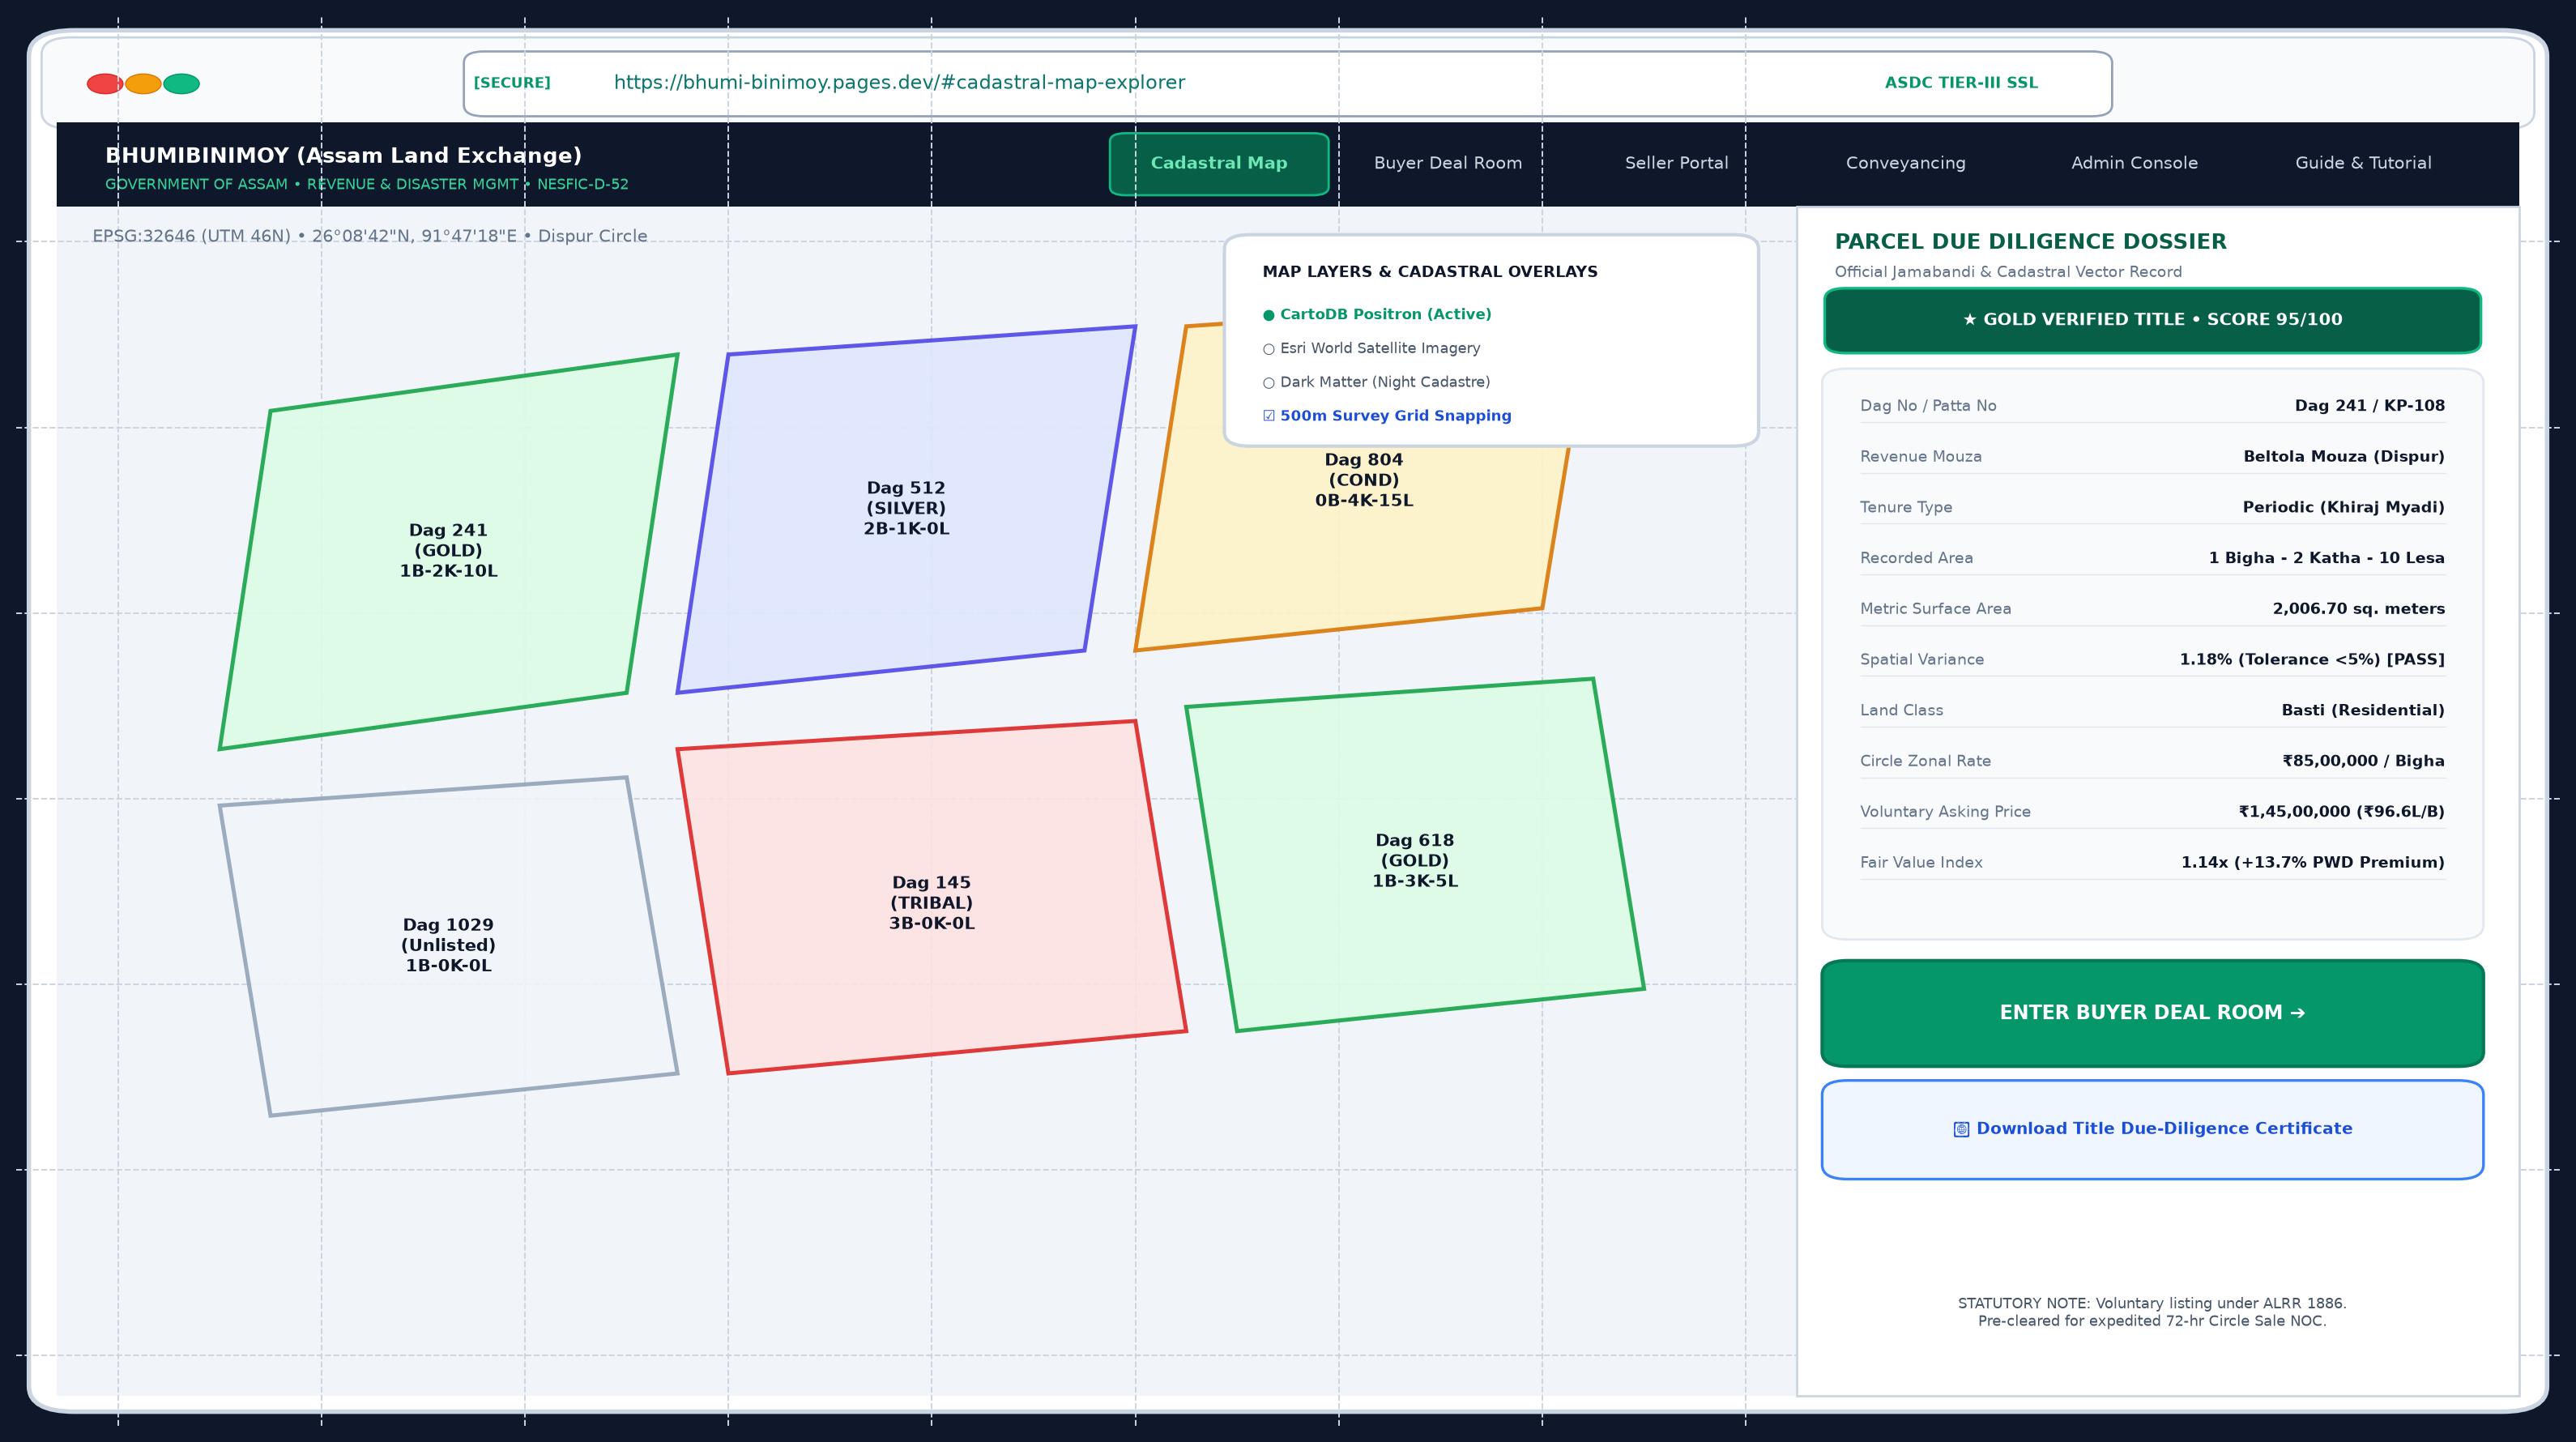 [SECURE] https://bhumi-binimoy.pages.dev/#cadastral-map-explorer ASDC TIER-III SSL
BHUMIBINIMOY (Assam Land Exchange)
GOVERNMENT OF ASSAM • REVENUE & DISASTER MGMT • NESFIC-D-52
Cadastral Map Buyer Deal Room Seller Portal Conveyancing Admin Console Guide & Tutorial
EPSG:32646 (UTM 46N) • 26°08'42"N, 91°47'18"E • Dispur Circle
MAP LAYERS & CADASTRAL OVERLAYS
● CartoDB Positron (Active)
○ Esri World Satellite Imagery
○ Dark Matter (Night Cadastre)
☑ 500m Survey Grid Snapping
Dag 241
(GOLD)
1B-2K-10L
Dag 512
(SILVER)
2B-1K-0L
Dag 804
(COND)
0B-4K-15L
Dag 1029
(Unlisted)
1B-0K-0L
Dag 145
(TRIBAL)
3B-0K-0L
Dag 618
(GOLD)
1B-3K-5L
PARCEL DUE DILIGENCE DOSSIER
Official Jamabandi & Cadastral Vector Record
★ GOLD VERIFIED TITLE • SCORE 95/100
Dag No / Patta No Dag 241 / KP-108
Revenue Mouza Beltola Mouza (Dispur)
Tenure Type Periodic (Khiraj Myadi)
Recorded Area 1 Bigha - 2 Katha - 10 Lesa
Metric Surface Area 2,006.70 sq. meters
Spatial Variance 1.18% (Tolerance <5%) [PASS]
Land Class Basti (Residential)
Circle Zonal Rate ₹85,00,000 / Bigha
Voluntary Asking Price ₹1,45,00,000 (₹96.6L/B)
Fair Value Index 1.14x (+13.7% PWD Premium)
ENTER BUYER DEAL ROOM ➔
Download Title Due-Diligence Certificate
STATUTORY NOTE: Voluntary listing under ALRR 1886.
Pre-cleared for expedited 72-hr Circle Sale NOC.